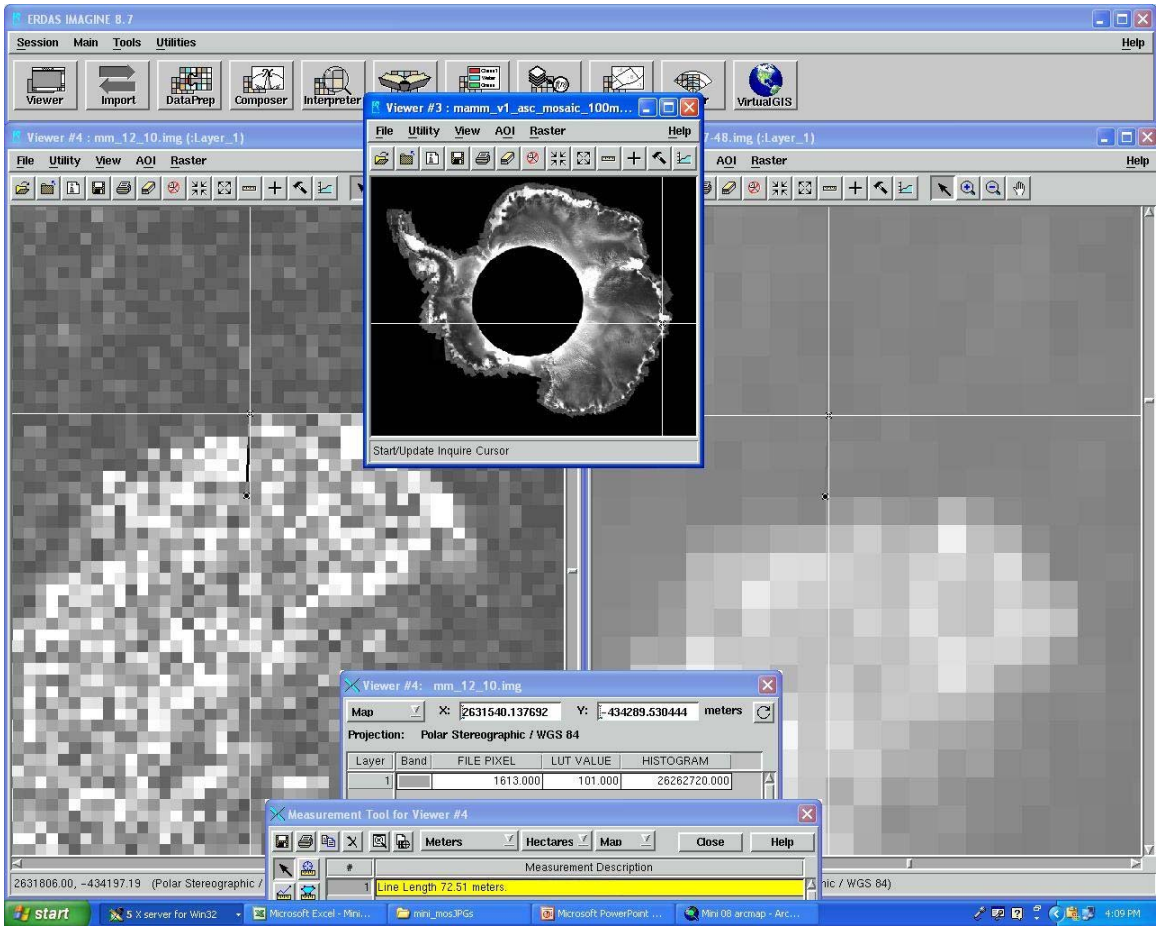 ERDAS IMAGINE 8.7
Session Main Tools Utilities Help
Viewer Import DataPrep Composer Interpreter VirtualGIS
Viewer #3 : mamm_v1_asc_mosaic_100m...
File Utility View AOI Raster Help
Start/Update Inquire Cursor
Viewer #4 : mm_12_10.img (:Layer_1)
File Utility View AOI Raster
7-48.img (:Layer_1)
AOI Raster Help
Viewer #4: mm_12_10.img
Map X: 2631540.137692 Y: -434289.530444 meters
Projection: Polar Stereographic / WGS 84
Layer Band FILE PIXEL LUT VALUE HISTOGRAM
1 1613.000 101.000 26262720.000
Measurement Tool for Viewer #4
Meters Hectares Map Close Help
# Measurement Description
1 Line Length 72.51 meters.
2631806.00, -434197.19 (Polar Stereographic /
hic / WGS 84)
start 5 X server for Win32 Microsoft Excel - Mini... mini_mosJPGs Microsoft PowerPoint ... Mini 08 arcmap - Arc... 4:09 PM